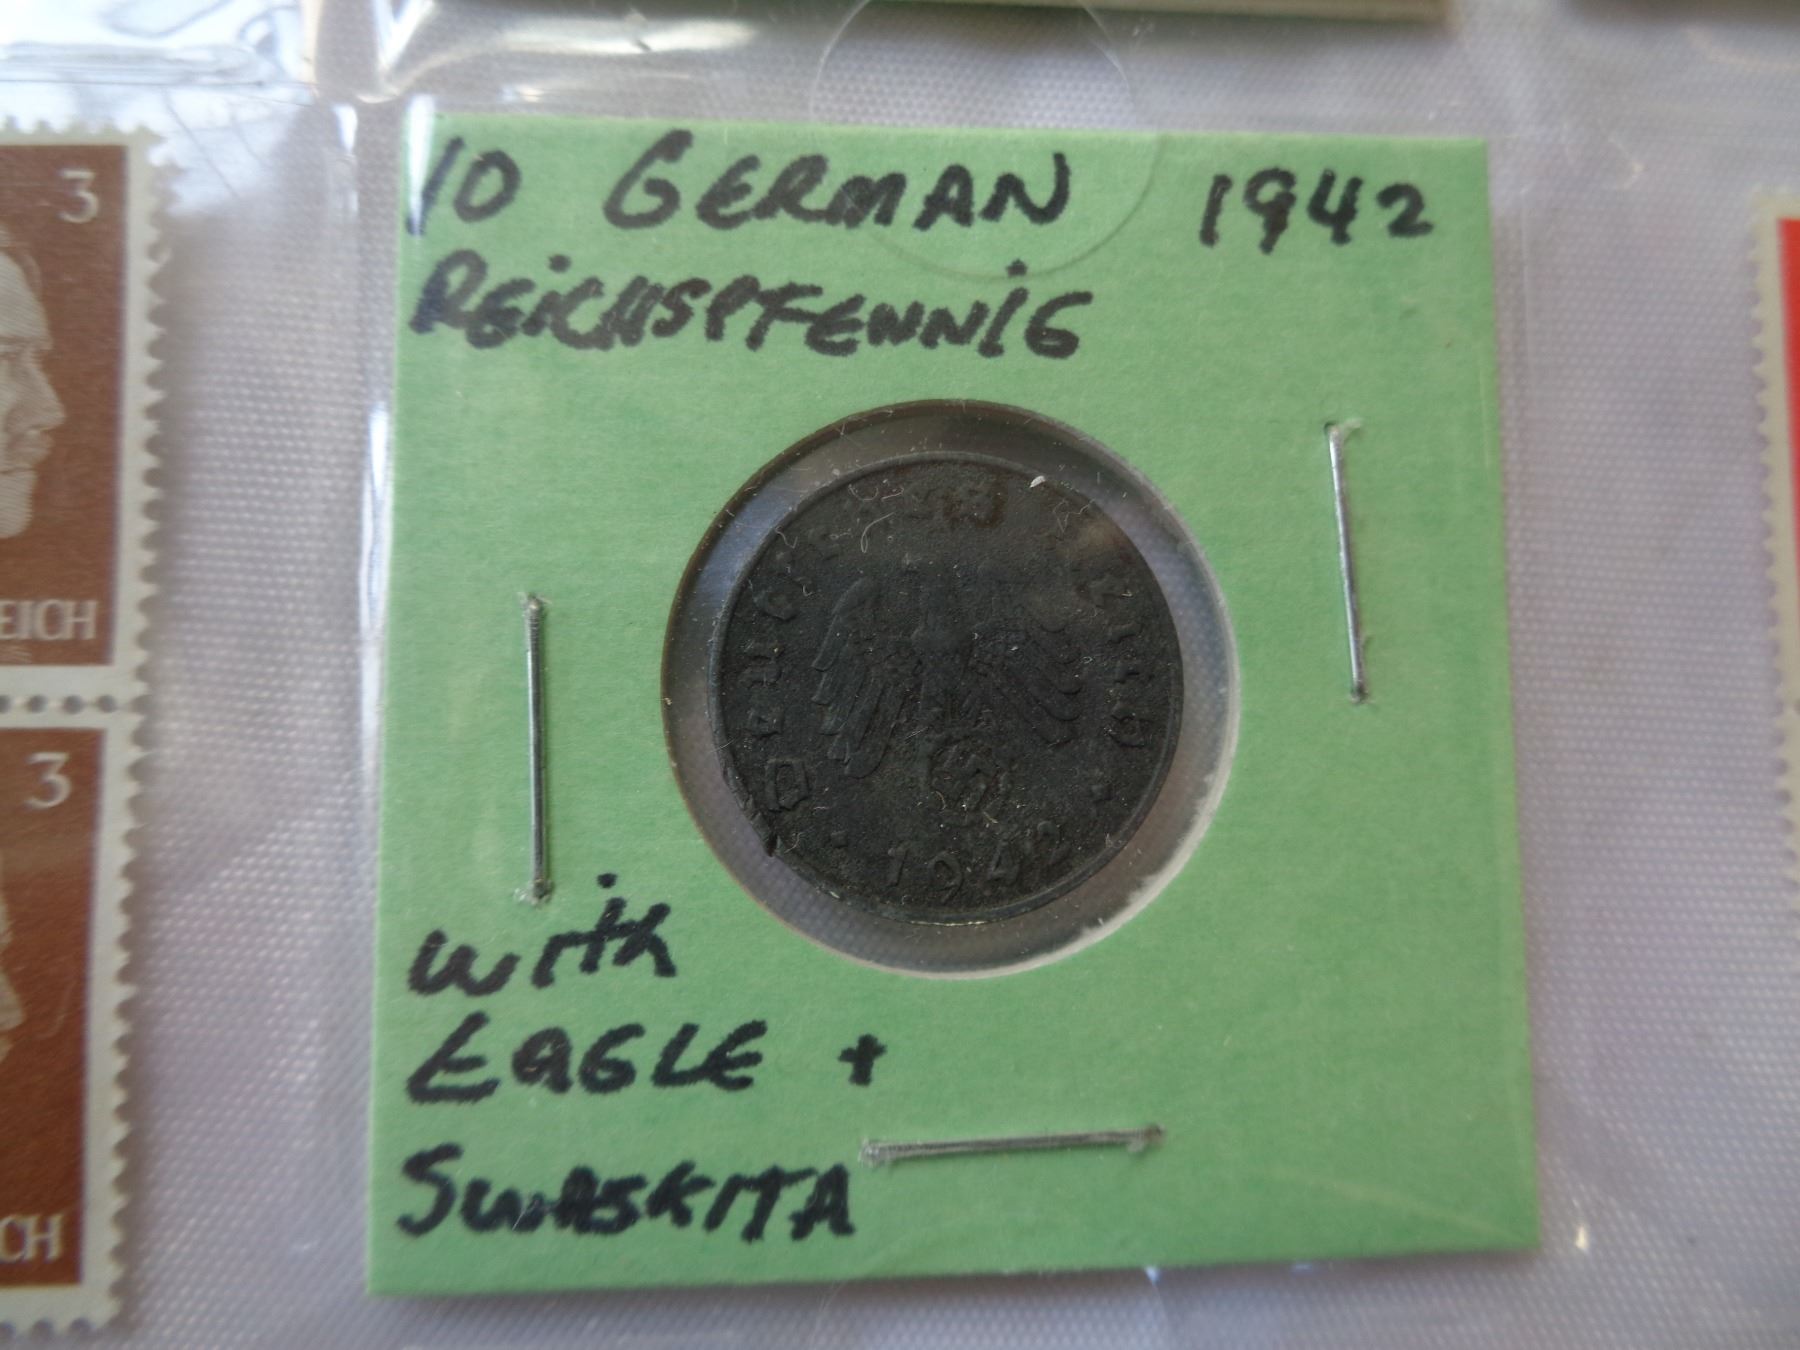 10 GERMAN 1942
REICHSPFENNIG
with
EAGLE +
SWASKITA
1942
3
EICH
3
CH